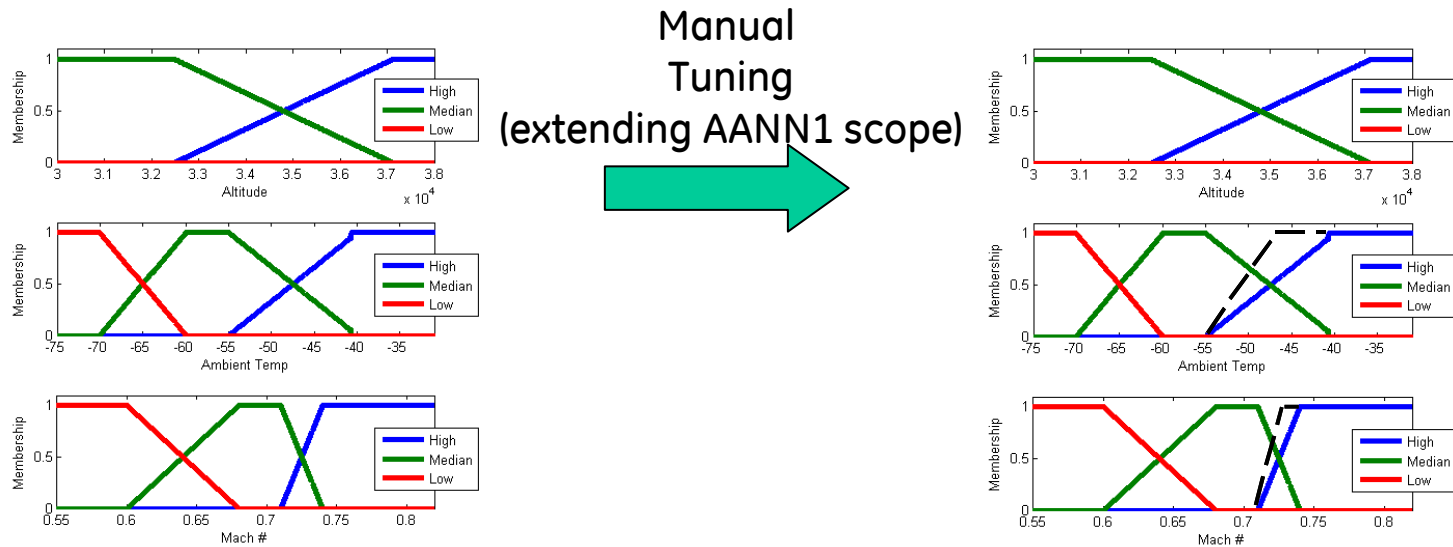 Manual
Tuning
(extending AANN1 scope)
Membership
1
0.5
0
High
Median
Low
3 3.1 3.2 3.3 3.4 3.5 3.6 3.7 3.8
Altitude
x 10^4
Membership
1
0.5
0
High
Median
Low
-75 -70 -65 -60 -55 -50 -45 -40 -35
Ambient Temp
Membership
1
0.5
0
High
Median
Low
0.55 0.6 0.65 0.7 0.75 0.8
Mach #
Membership
1
0.5
0
High
Median
Low
3 3.1 3.2 3.3 3.4 3.5 3.6 3.7 3.8
Altitude
x 10^4
Membership
1
0.5
0
High
Median
Low
-75 -70 -65 -60 -55 -50 -45 -40 -35
Ambient Temp
Membership
1
0.5
0
High
Median
Low
0.55 0.6 0.65 0.7 0.75 0.8
Mach #